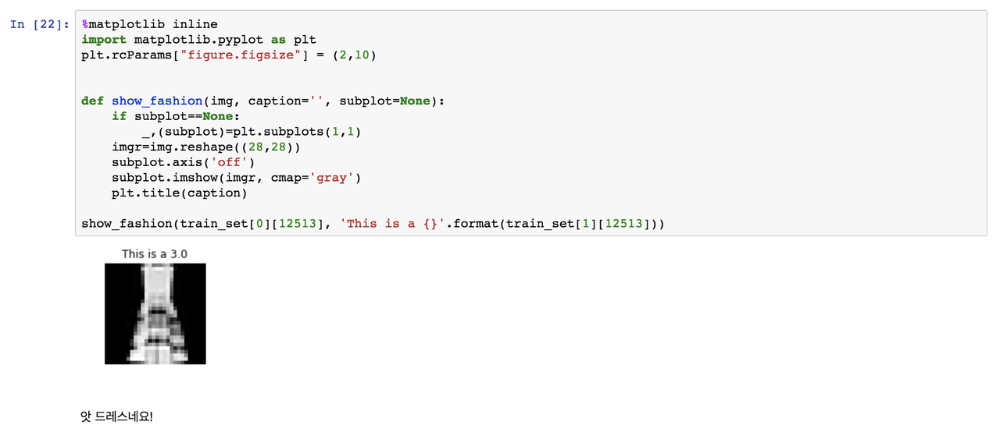 In [22]: %matplotlib inline
import matplotlib.pyplot as plt
plt.rcParams["figure.figsize"] = (2,10)
def show_fashion(img, caption='', subplot=None):
    if subplot==None:
        _,(subplot)=plt.subplots(1,1)
    imgr=img.reshape((28,28))
    subplot.axis('off')
    subplot.imshow(imgr, cmap='gray')
    plt.title(caption)
show_fashion(train_set[0][12513], 'This is a {}'.format(train_set[1][12513]))
This is a 3.0
앗 드레스네요!